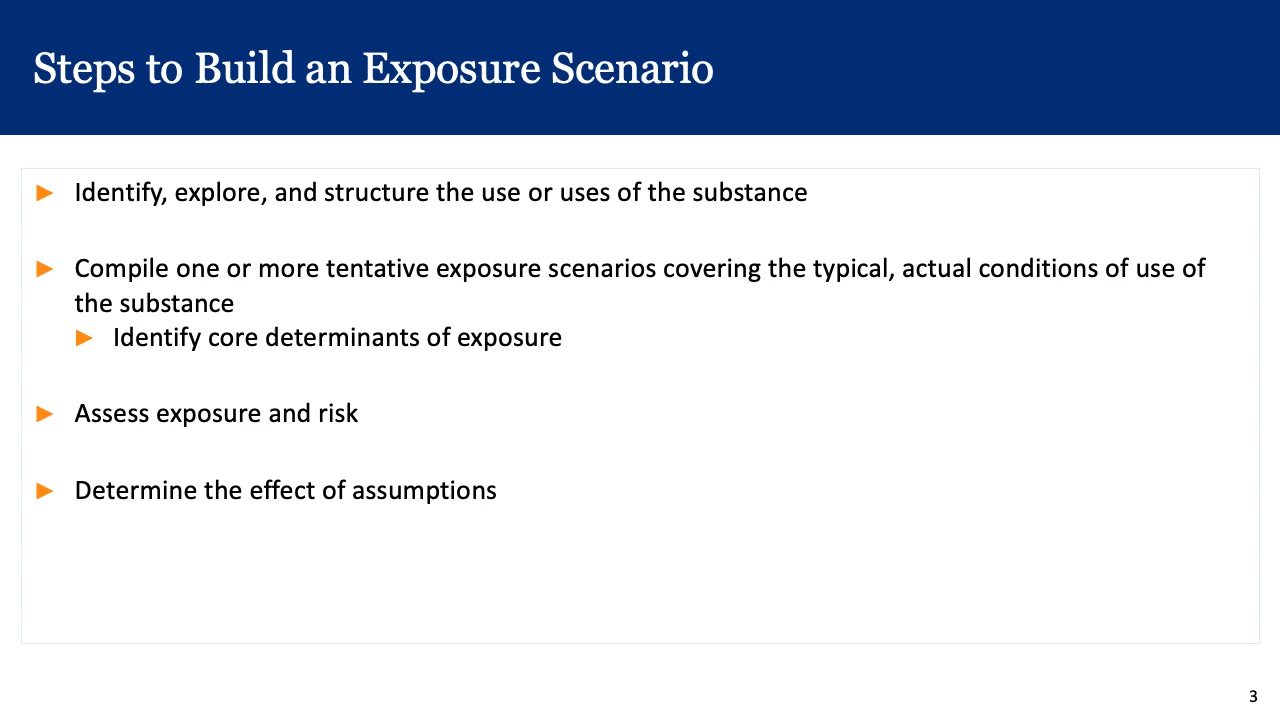 Steps to Build an Exposure Scenario
► Identify, explore, and structure the use or uses of the substance
► Compile one or more tentative exposure scenarios covering the typical, actual conditions of use of
the substance
► Identify core determinants of exposure
► Assess exposure and risk
► Determine the effect of assumptions
3